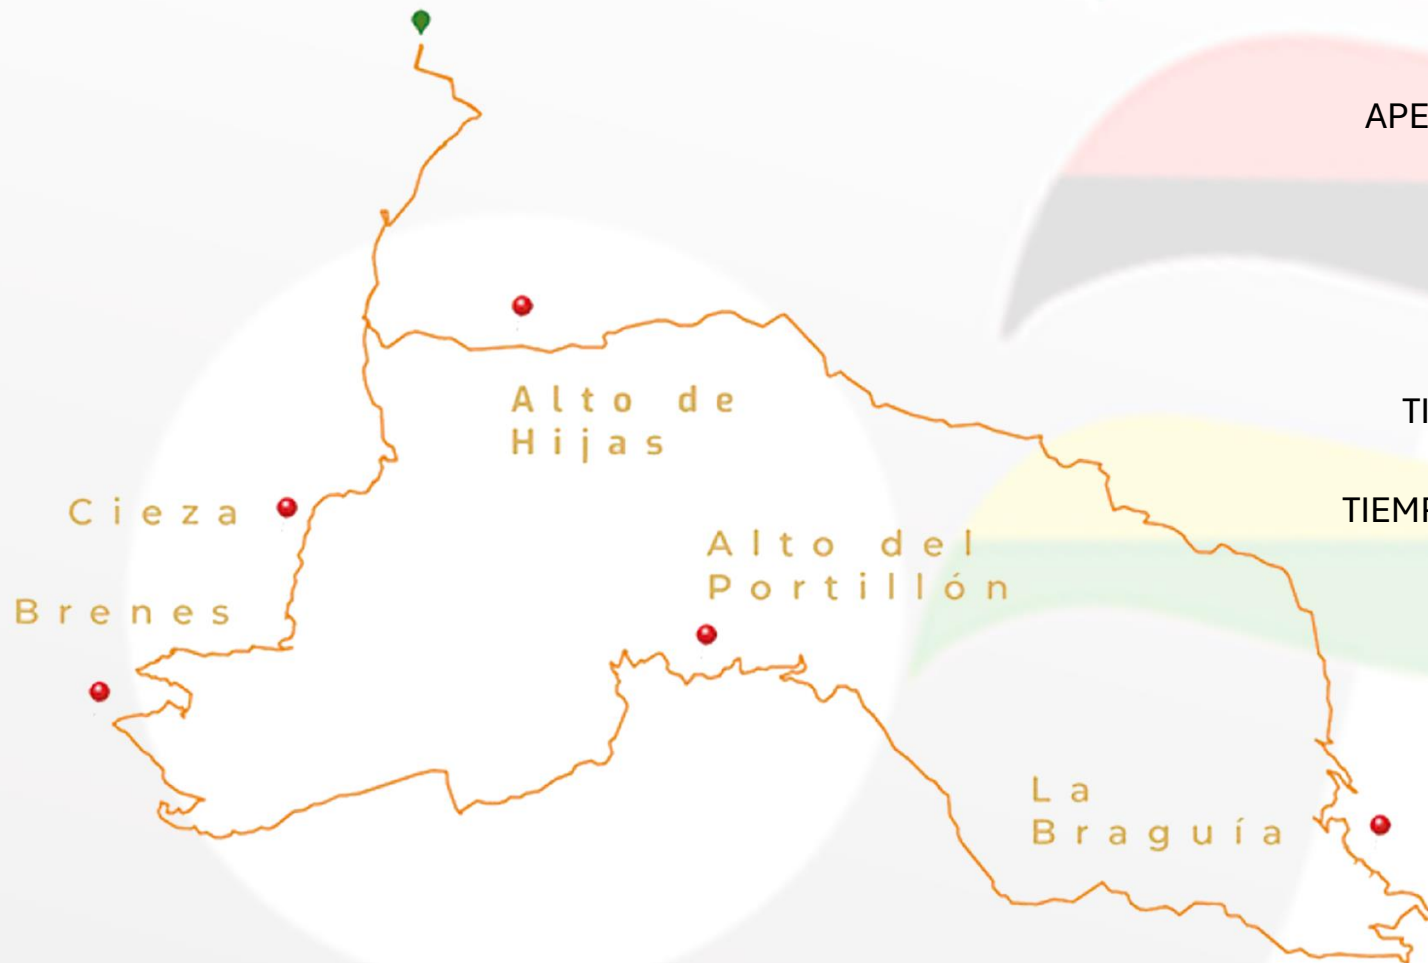 APE
Alto de
Hijas
TI
Cieza
TIEMP
Alto del
Portillón
Brenes
La
Braguía